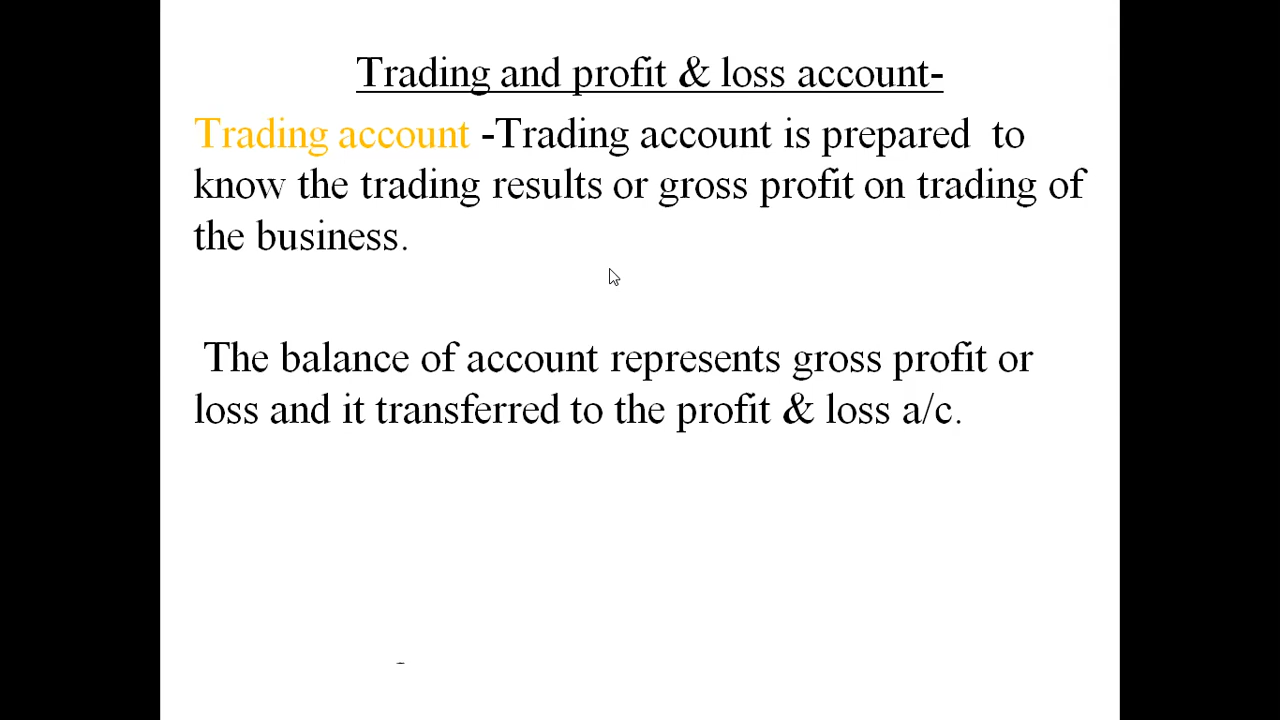 Trading and profit & loss account-
Trading account -Trading account is prepared  to
know the trading results or gross profit on trading of
the business.
The balance of account represents gross profit or
loss and it transferred to the profit & loss a/c.